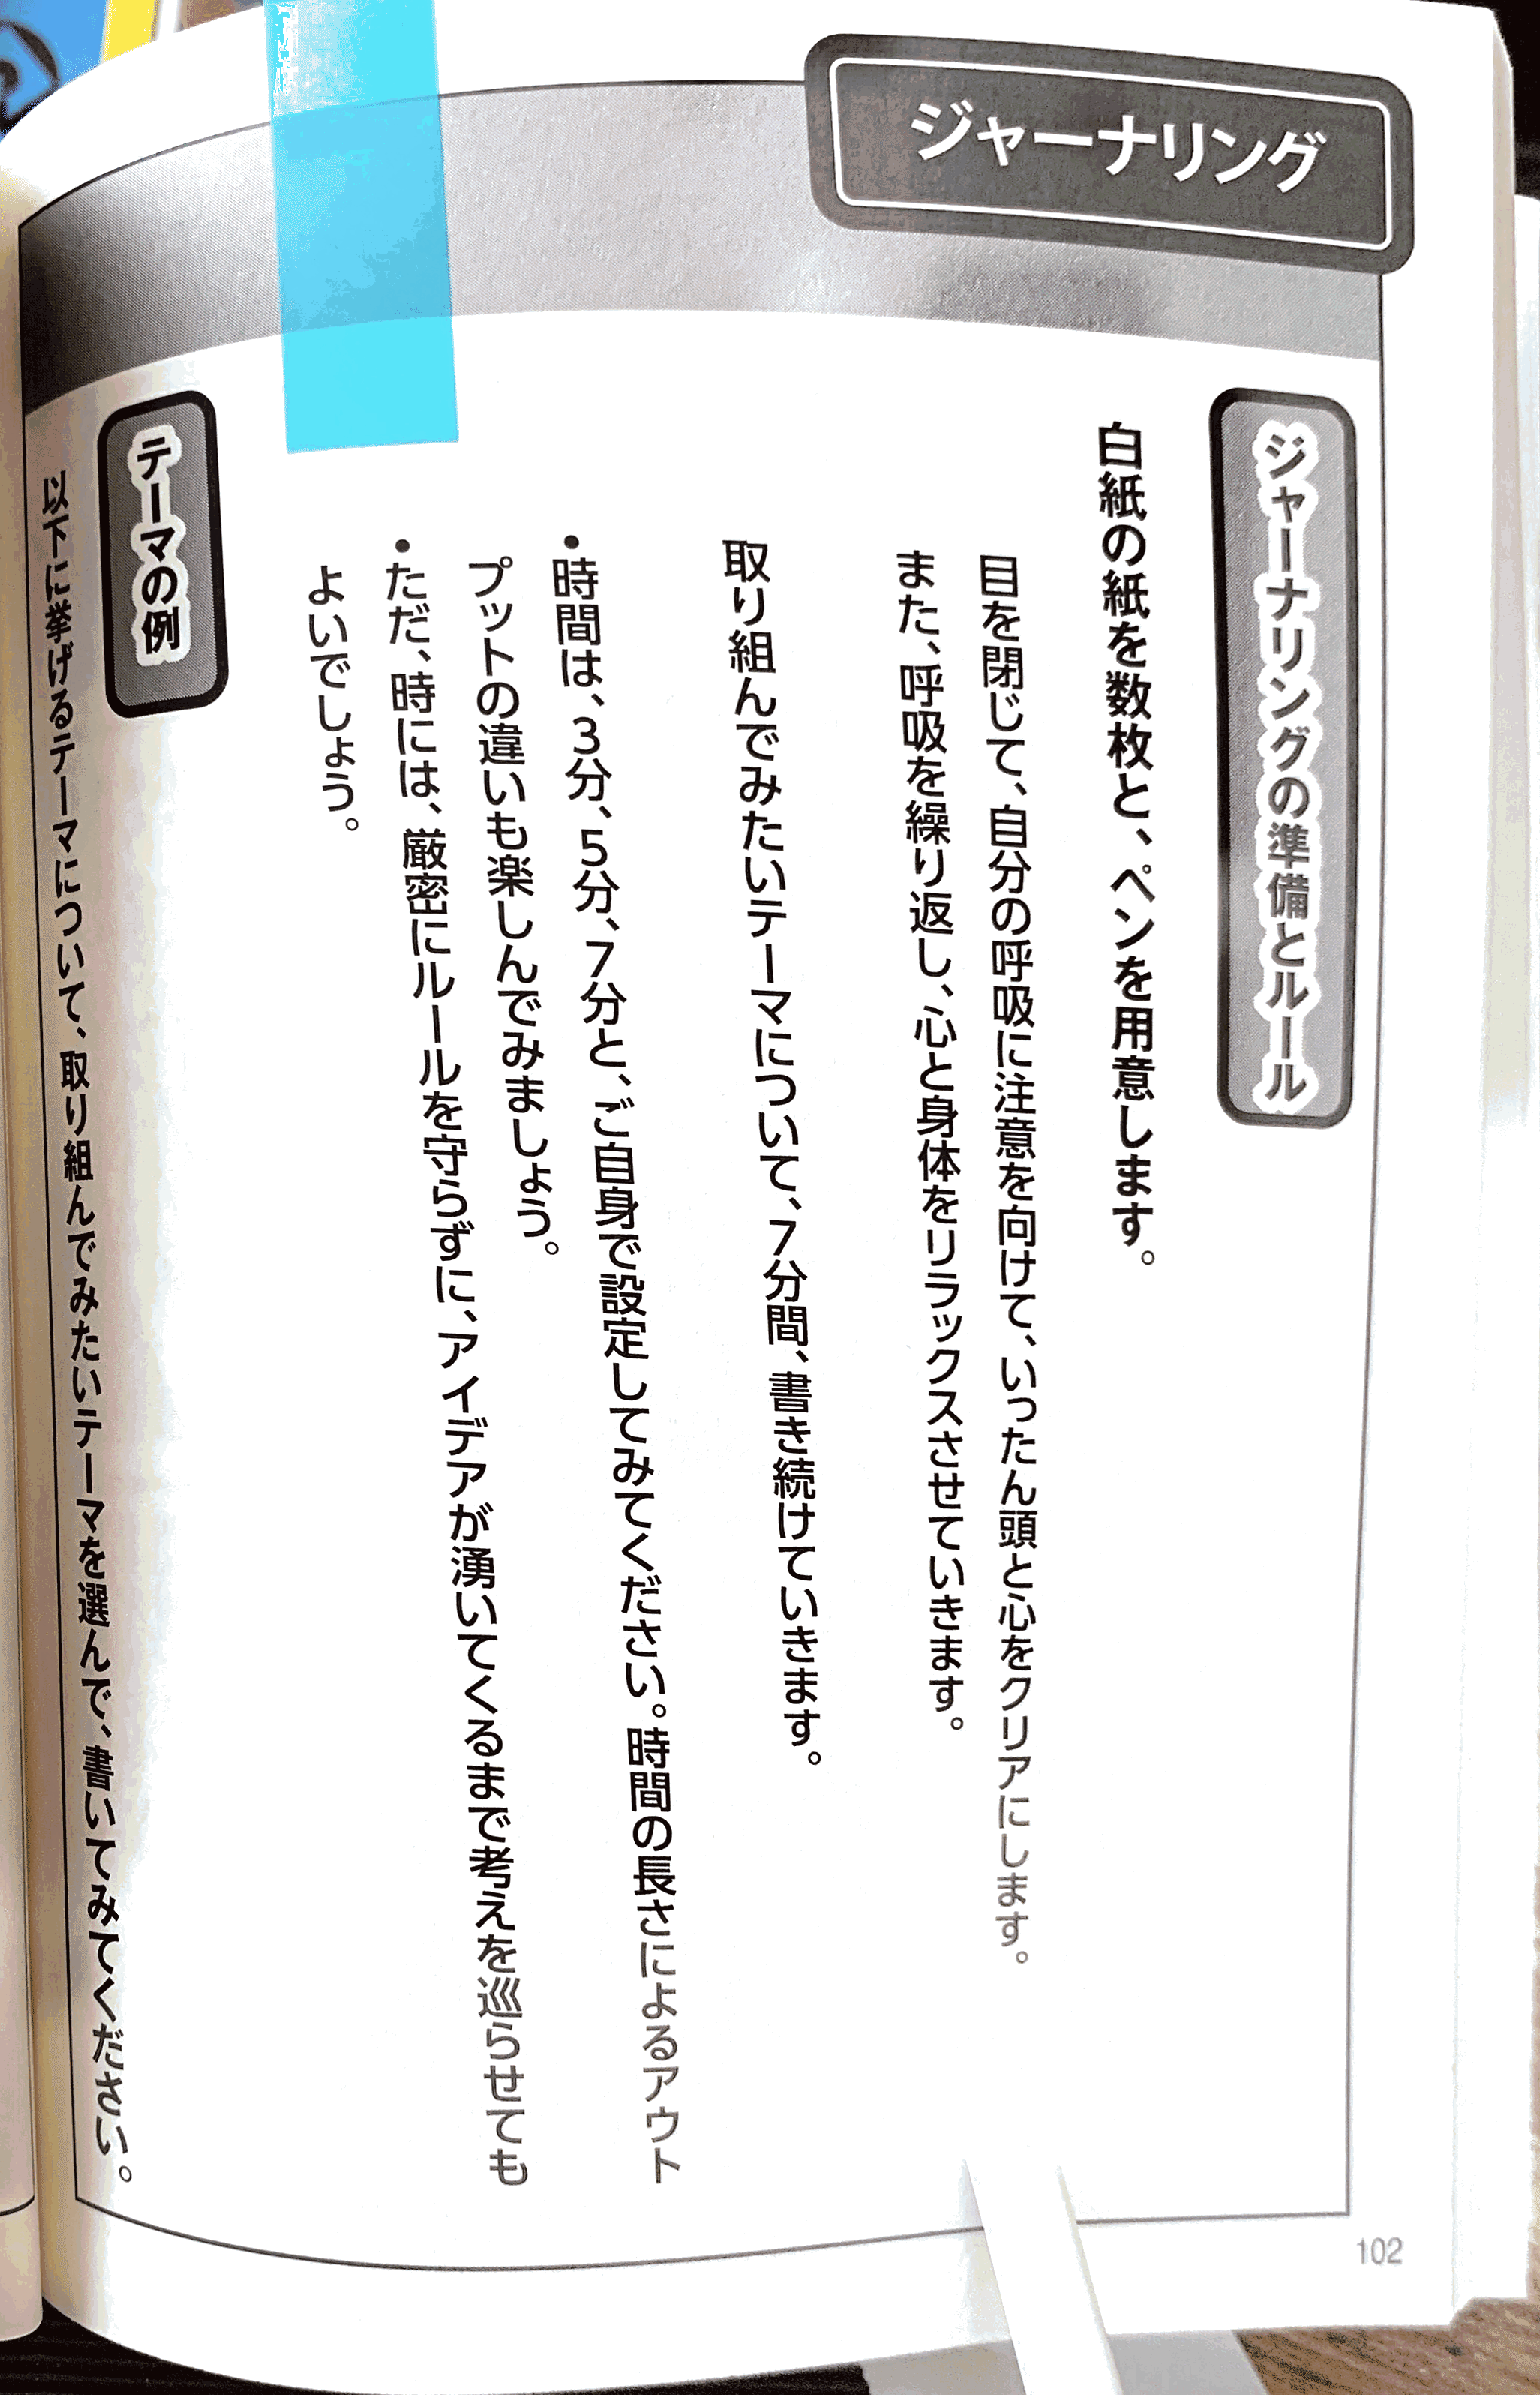 ジャーナリング
ジャーナリングの準備とルール
白紙の紙を数枚と、ペンを用意します。
目を閉じて、自分の呼吸に注意を向けて、いったん頭と心をクリアにします。
また、呼吸を繰り返し、心と身体をリラックスさせていきます。
取り組んでみたいテーマについて、7分間、書き続けていきます。
•時間は、3分、5分、7分と、ご自身で設定してみてください。時間の長さによるアウト
プットの違いも楽しんでみましょう。
•ただ、時には、厳密にルールを守らずに、アイデアが湧いてくるまで考えを巡らせても
よいでしょう。
テーマの例
以下に挙げるテーマについて、取り組んでみたいテーマを選んで、書いてみてください。
102